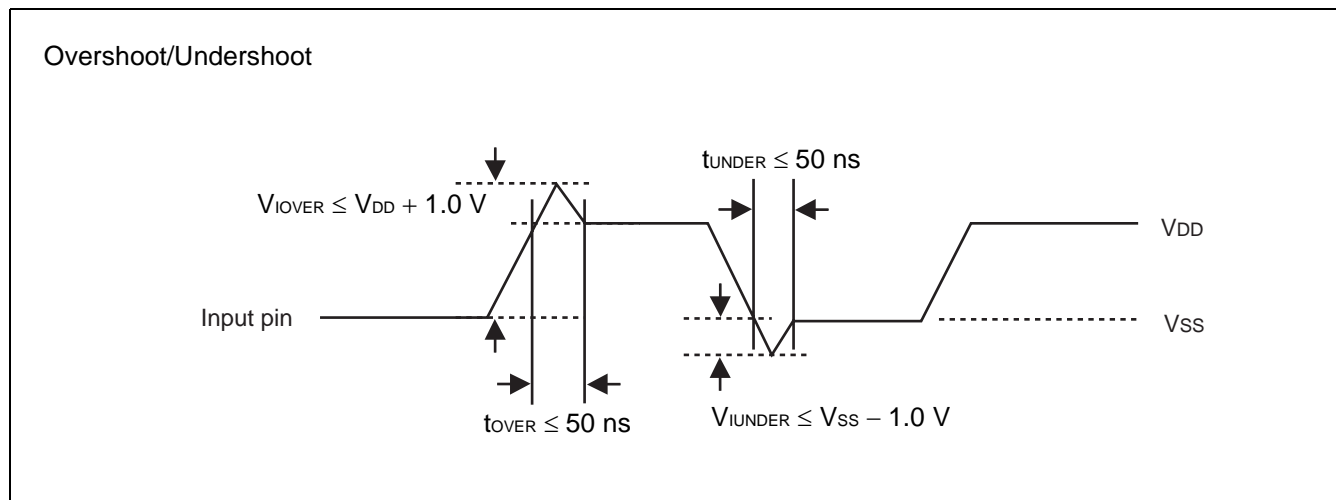 Overshoot/Undershoot
tUNDER ≤ 50 ns
VIOVER ≤ VDD + 1.0 V
VDD
Input pin
VSS
tOVER ≤ 50 ns
VIUNDER ≤ VSS − 1.0 V